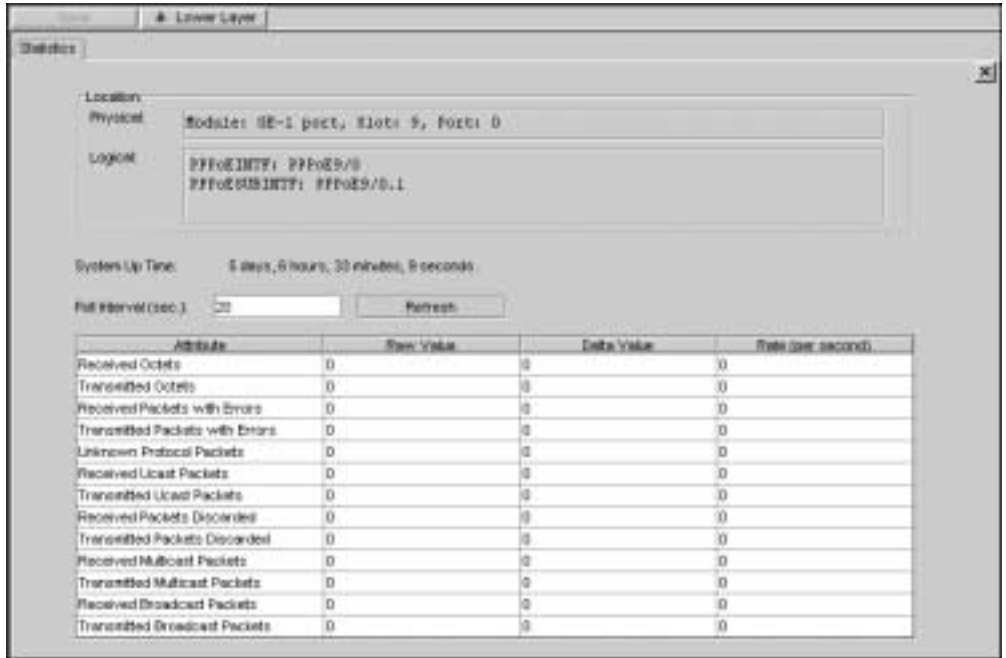 Save
Lower Layer
Statistics
Location
Physical: Module: GE-1 port, Slot: 9, Port: 0
Logical: PPPoEINTF: PPPoE9/0
PPPoESUBINTF: PPPoE9/0.1
System Up Time: 5 days, 6 hours, 33 minutes, 9 seconds
Poll Interval (sec.): 20 Refresh
Attribute Raw Value Delta Value Rate (per second)
Received Octets 0 0 0
Transmitted Octets 0 0 0
Received Packets with Errors 0 0 0
Transmitted Packets with Errors 0 0 0
Unknown Protocol Packets 0 0 0
Received Ucast Packets 0 0 0
Transmitted Ucast Packets 0 0 0
Received Packets Discarded 0 0 0
Transmitted Packets Discarded 0 0 0
Received Multicast Packets 0 0 0
Transmitted Multicast Packets 0 0 0
Received Broadcast Packets 0 0 0
Transmitted Broadcast Packets 0 0 0